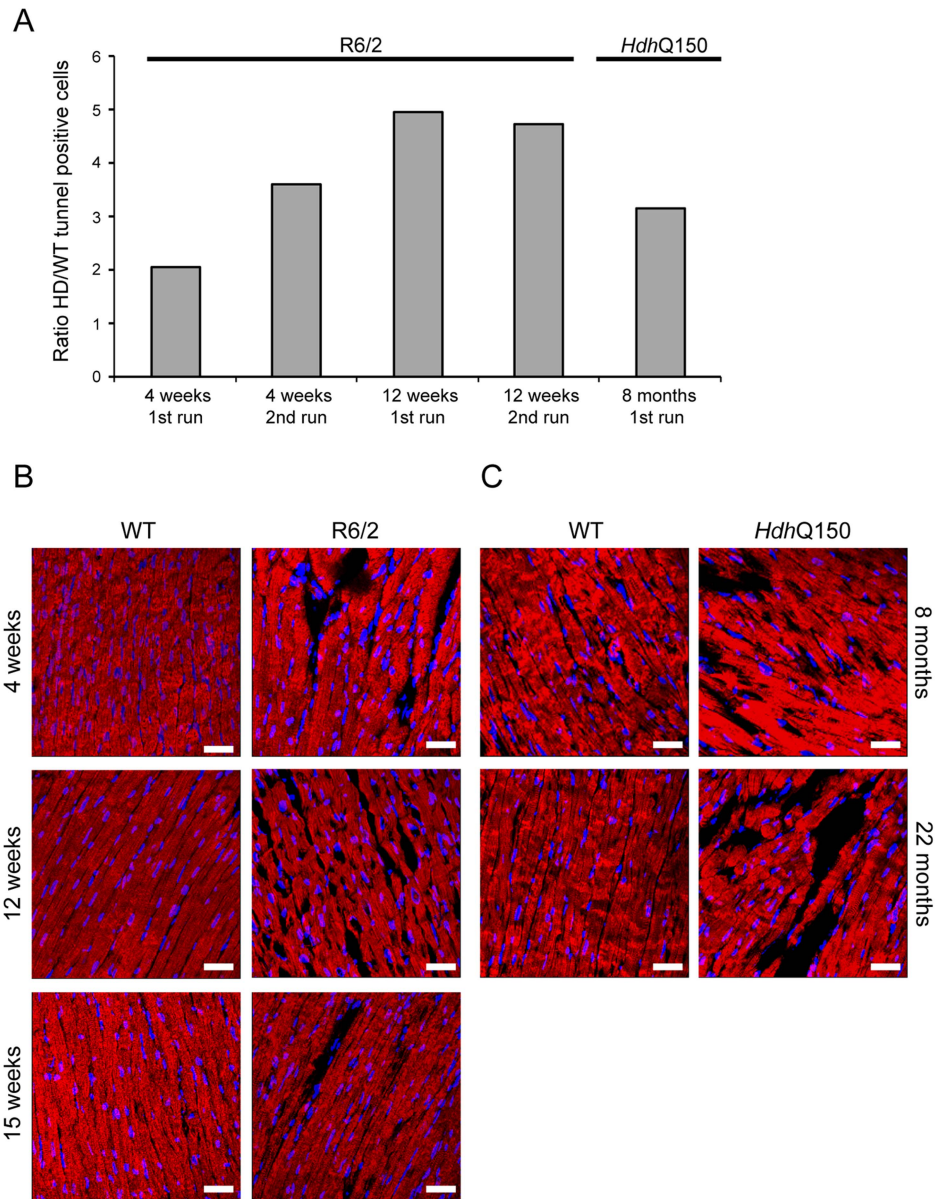 A
R6/2
HdhQ150
Ratio HD/WT tunnel positive cells
6
5
4
3
2
1
0
4 weeks
1st run
4 weeks
2nd run
12 weeks
1st run
12 weeks
2nd run
8 months
1st run
B
WT
R6/2
4 weeks
12 weeks
15 weeks
C
WT
HdhQ150
8 months
22 months